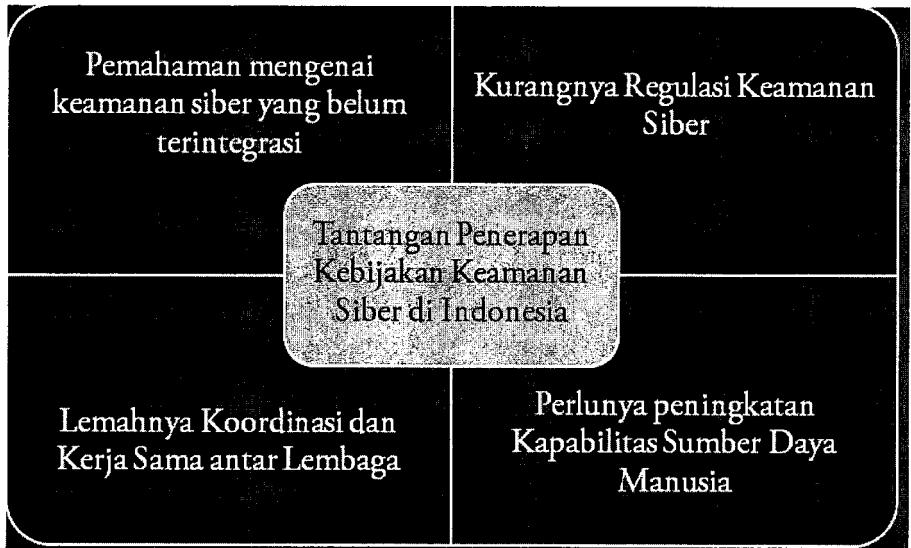 Pemahaman mengenai
keamanan siber yang belum
terintegrasi
Kurangnya Regulasi Keamanan
Siber
Tantangan Penerapan
Kebijakan Keamanan
Siber di Indonesia
Lemahnya Koordinasi dan
Kerja Sama antar Lembaga
Perlunya peningkatan
Kapabilitas Sumber Daya
Manusia